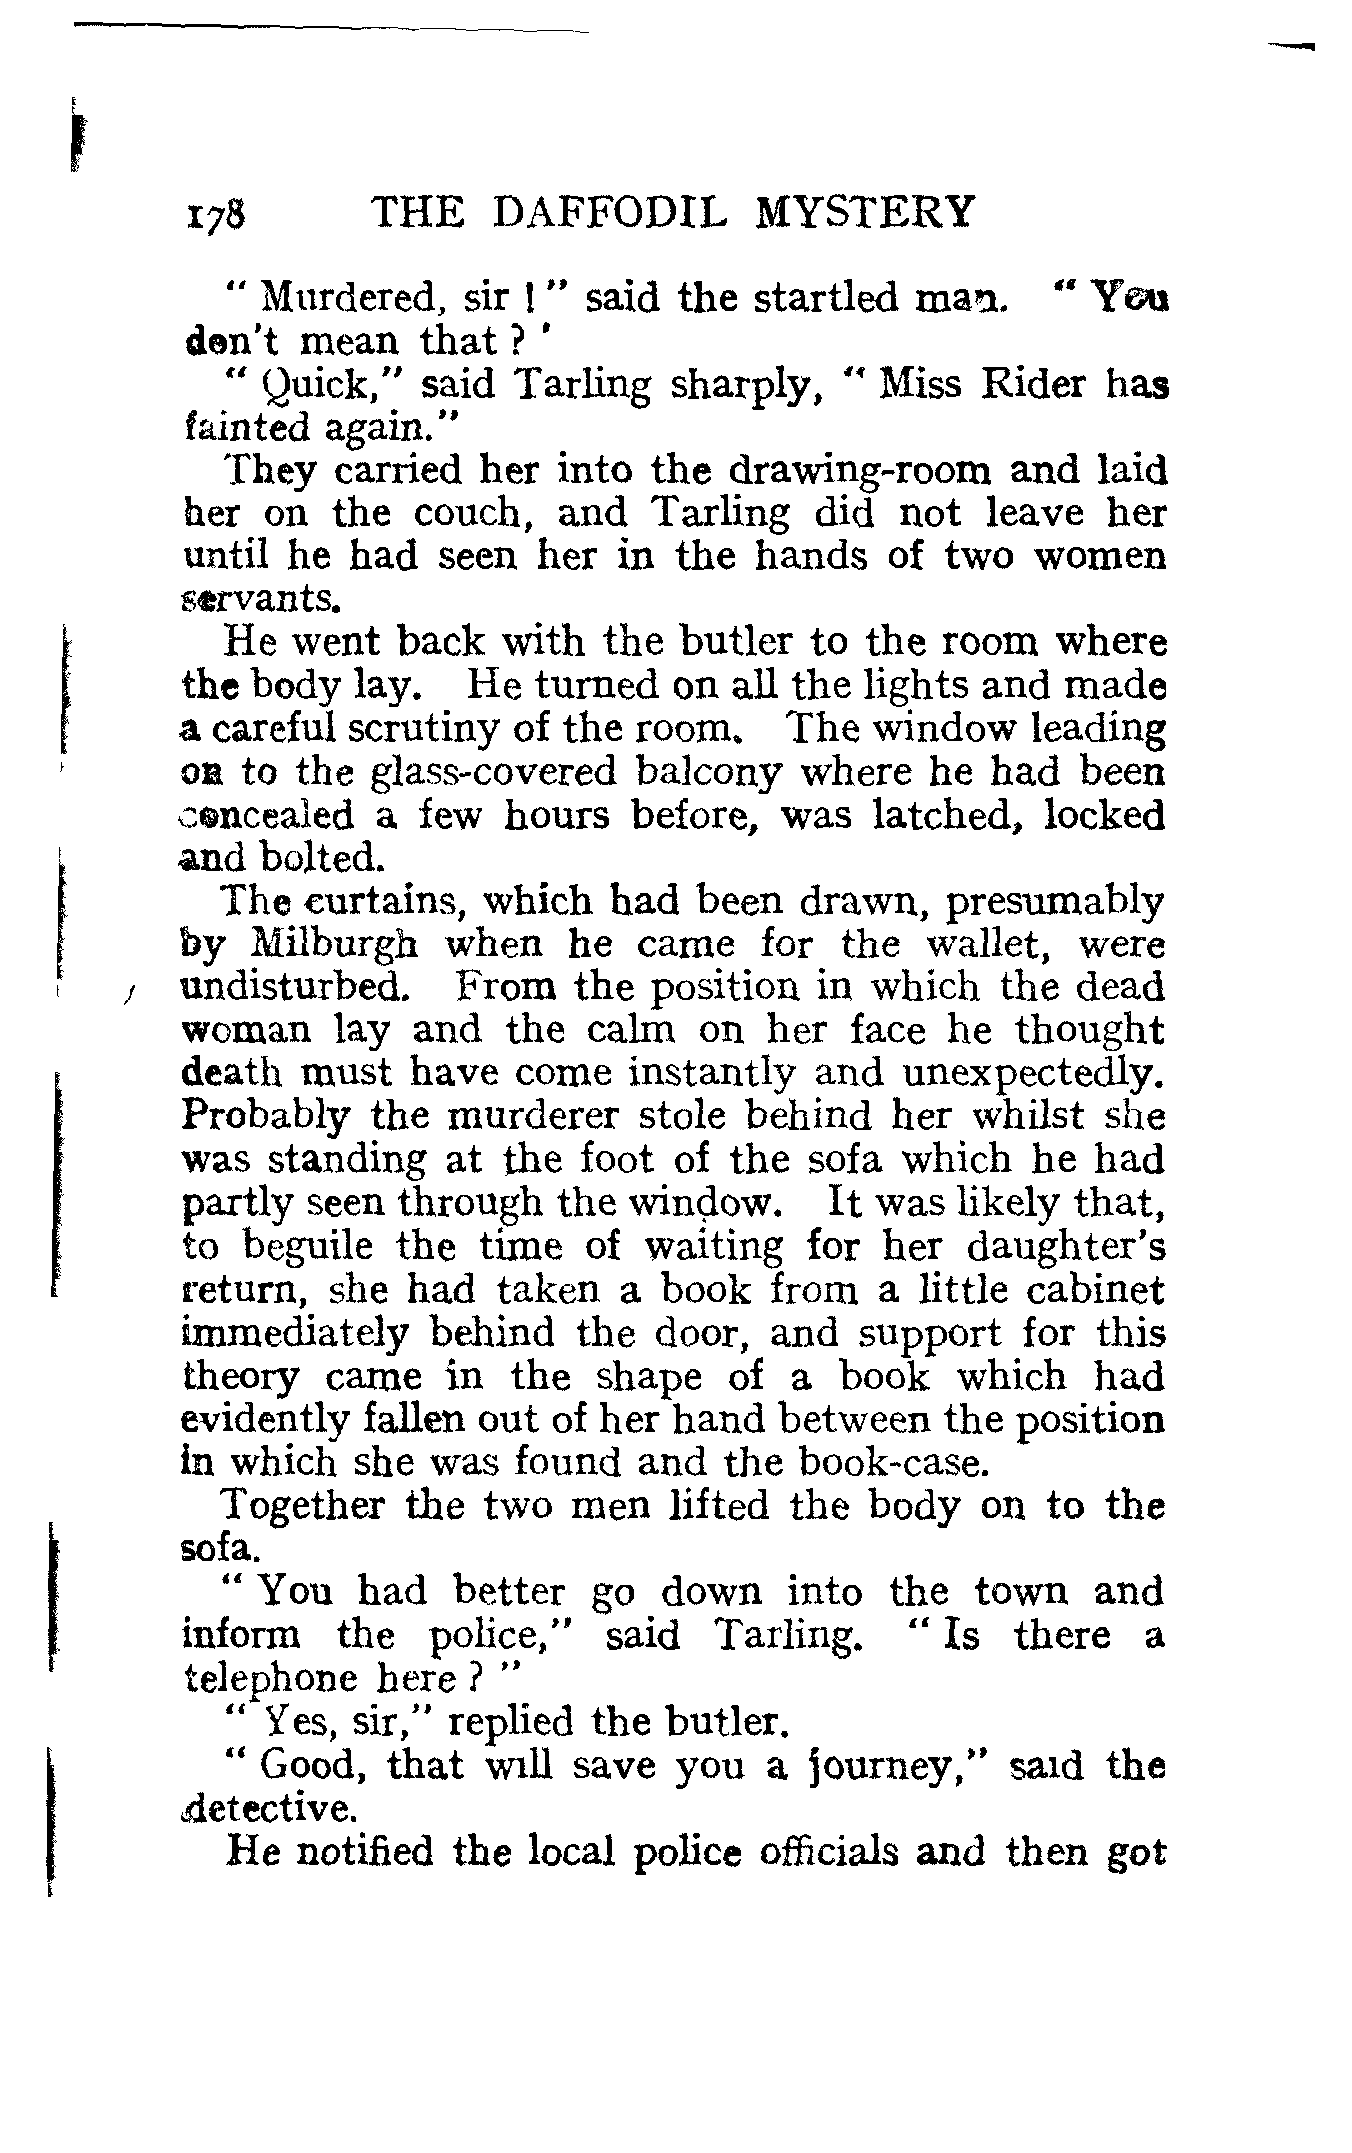 178 THE DAFFODIL MYSTERY
" Murdered, sir ! " said the startled man. " You
don't mean that ? '
" Quick," said Tarling sharply, " Miss Rider has
fainted again."
They carried her into the drawing-room and laid
her on the couch, and Tarling did not leave her
until he had seen her in the hands of two women
servants.
He went back with the butler to the room where
the body lay. He turned on all the lights and made
a careful scrutiny of the room. The window leading
on to the glass-covered balcony where he had been
concealed a few hours before, was latched, locked
and bolted.
The curtains, which had been drawn, presumably
by Milburgh when he came for the wallet, were
undisturbed. From the position in which the dead
woman lay and the calm on her face he thought
death must have come instantly and unexpectedly.
Probably the murderer stole behind her whilst she
was standing at the foot of the sofa which he had
partly seen through the window. It was likely that,
to beguile the time of waiting for her daughter's
return, she had taken a book from a little cabinet
immediately behind the door, and support for this
theory came in the shape of a book which had
evidently fallen out of her hand between the position
in which she was found and the book-case.
Together the two men lifted the body on to the
sofa.
" You had better go down into the town and
inform the police," said Tarling. " Is there a
telephone here ? "
" Yes, sir," replied the butler.
" Good, that will save you a journey," said the
detective.
He notified the local police officials and then got